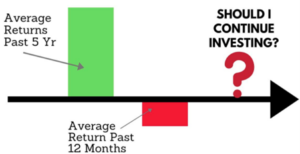 Average
Returns
Past 5 Yr
SHOULD I
CONTINUE
INVESTING?
?
Average
Return Past
12 Months